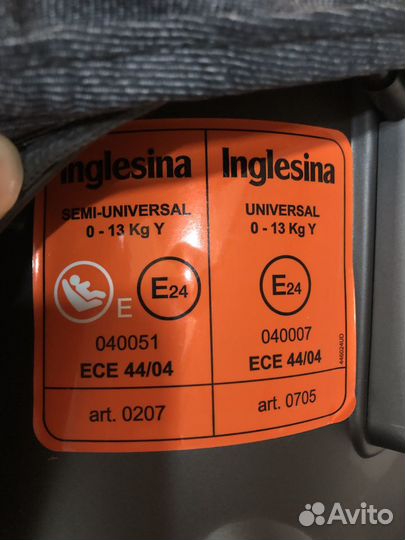 Inglesina
SEMI-UNIVERSAL
0 - 13 Kg Y
E
E24
040051
ECE 44/04
art. 0207
Inglesina
UNIVERSAL
0 - 13 Kg Y
E24
040007
ECE 44/04
art. 0705
446024UD
Avito